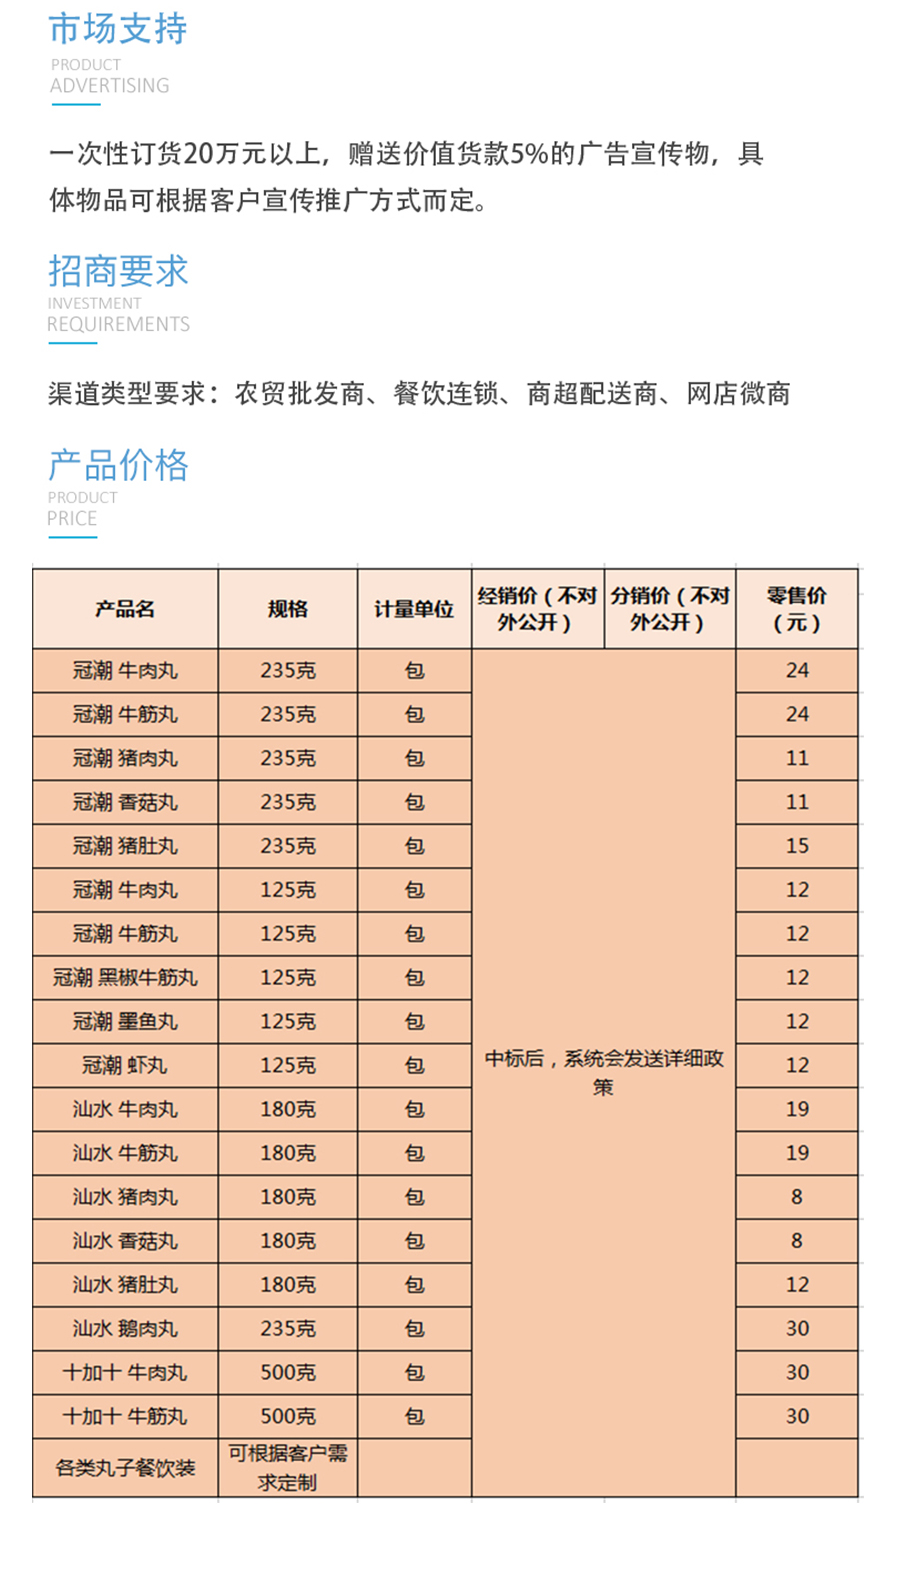 市场支持
PRODUCT
ADVERTISING
一次性订货20万元以上，赠送价值货款5%的广告宣传物，具
体物品可根据客户宣传推广方式而定。
招商要求
INVESTMENT
REQUIREMENTS
渠道类型要求：农贸批发商、餐饮连锁、商超配送商、网店微商
产品价格
PRODUCT
PRICE
产品名 规格 计量单位 经销价（不对外公开） 分销价（不对外公开） 零售价（元）
冠潮 牛肉丸 235克 包 24
冠潮 牛筋丸 235克 包 24
冠潮 猪肉丸 235克 包 11
冠潮 香菇丸 235克 包 11
冠潮 猪肚丸 235克 包 15
冠潮 牛肉丸 125克 包 12
冠潮 牛筋丸 125克 包 12
冠潮 黑椒牛筋丸 125克 包 12
冠潮 墨鱼丸 125克 包 12
冠潮 虾丸 125克 包 中标后，系统会发送详细政策 12
汕水 牛肉丸 180克 包 19
汕水 牛筋丸 180克 包 19
汕水 猪肉丸 180克 包 8
汕水 香菇丸 180克 包 8
汕水 猪肚丸 180克 包 12
汕水 鹅肉丸 235克 包 30
十加十 牛肉丸 500克 包 30
十加十 牛筋丸 500克 包 30
各类丸子餐饮装 可根据客户需求定制